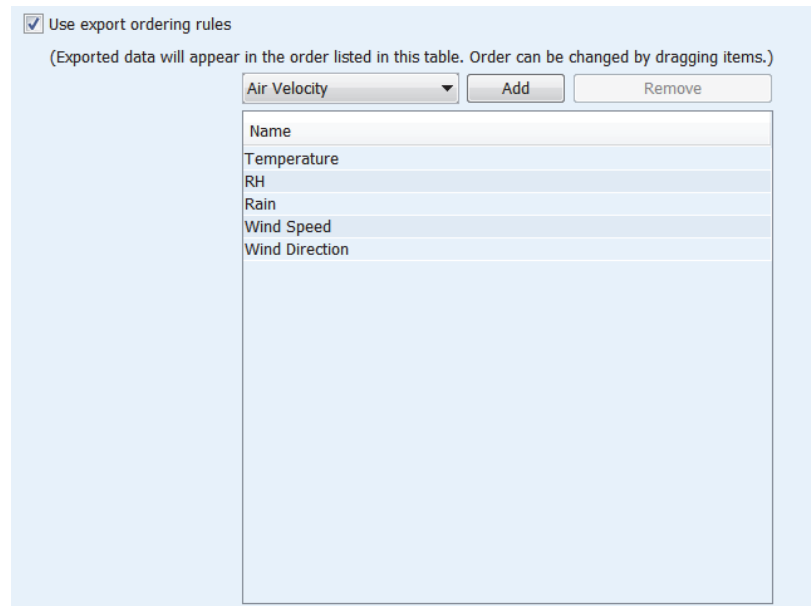 Use export ordering rules
(Exported data will appear in the order listed in this table. Order can be changed by dragging items.)
Air Velocity Add Remove
Name
Temperature
RH
Rain
Wind Speed
Wind Direction